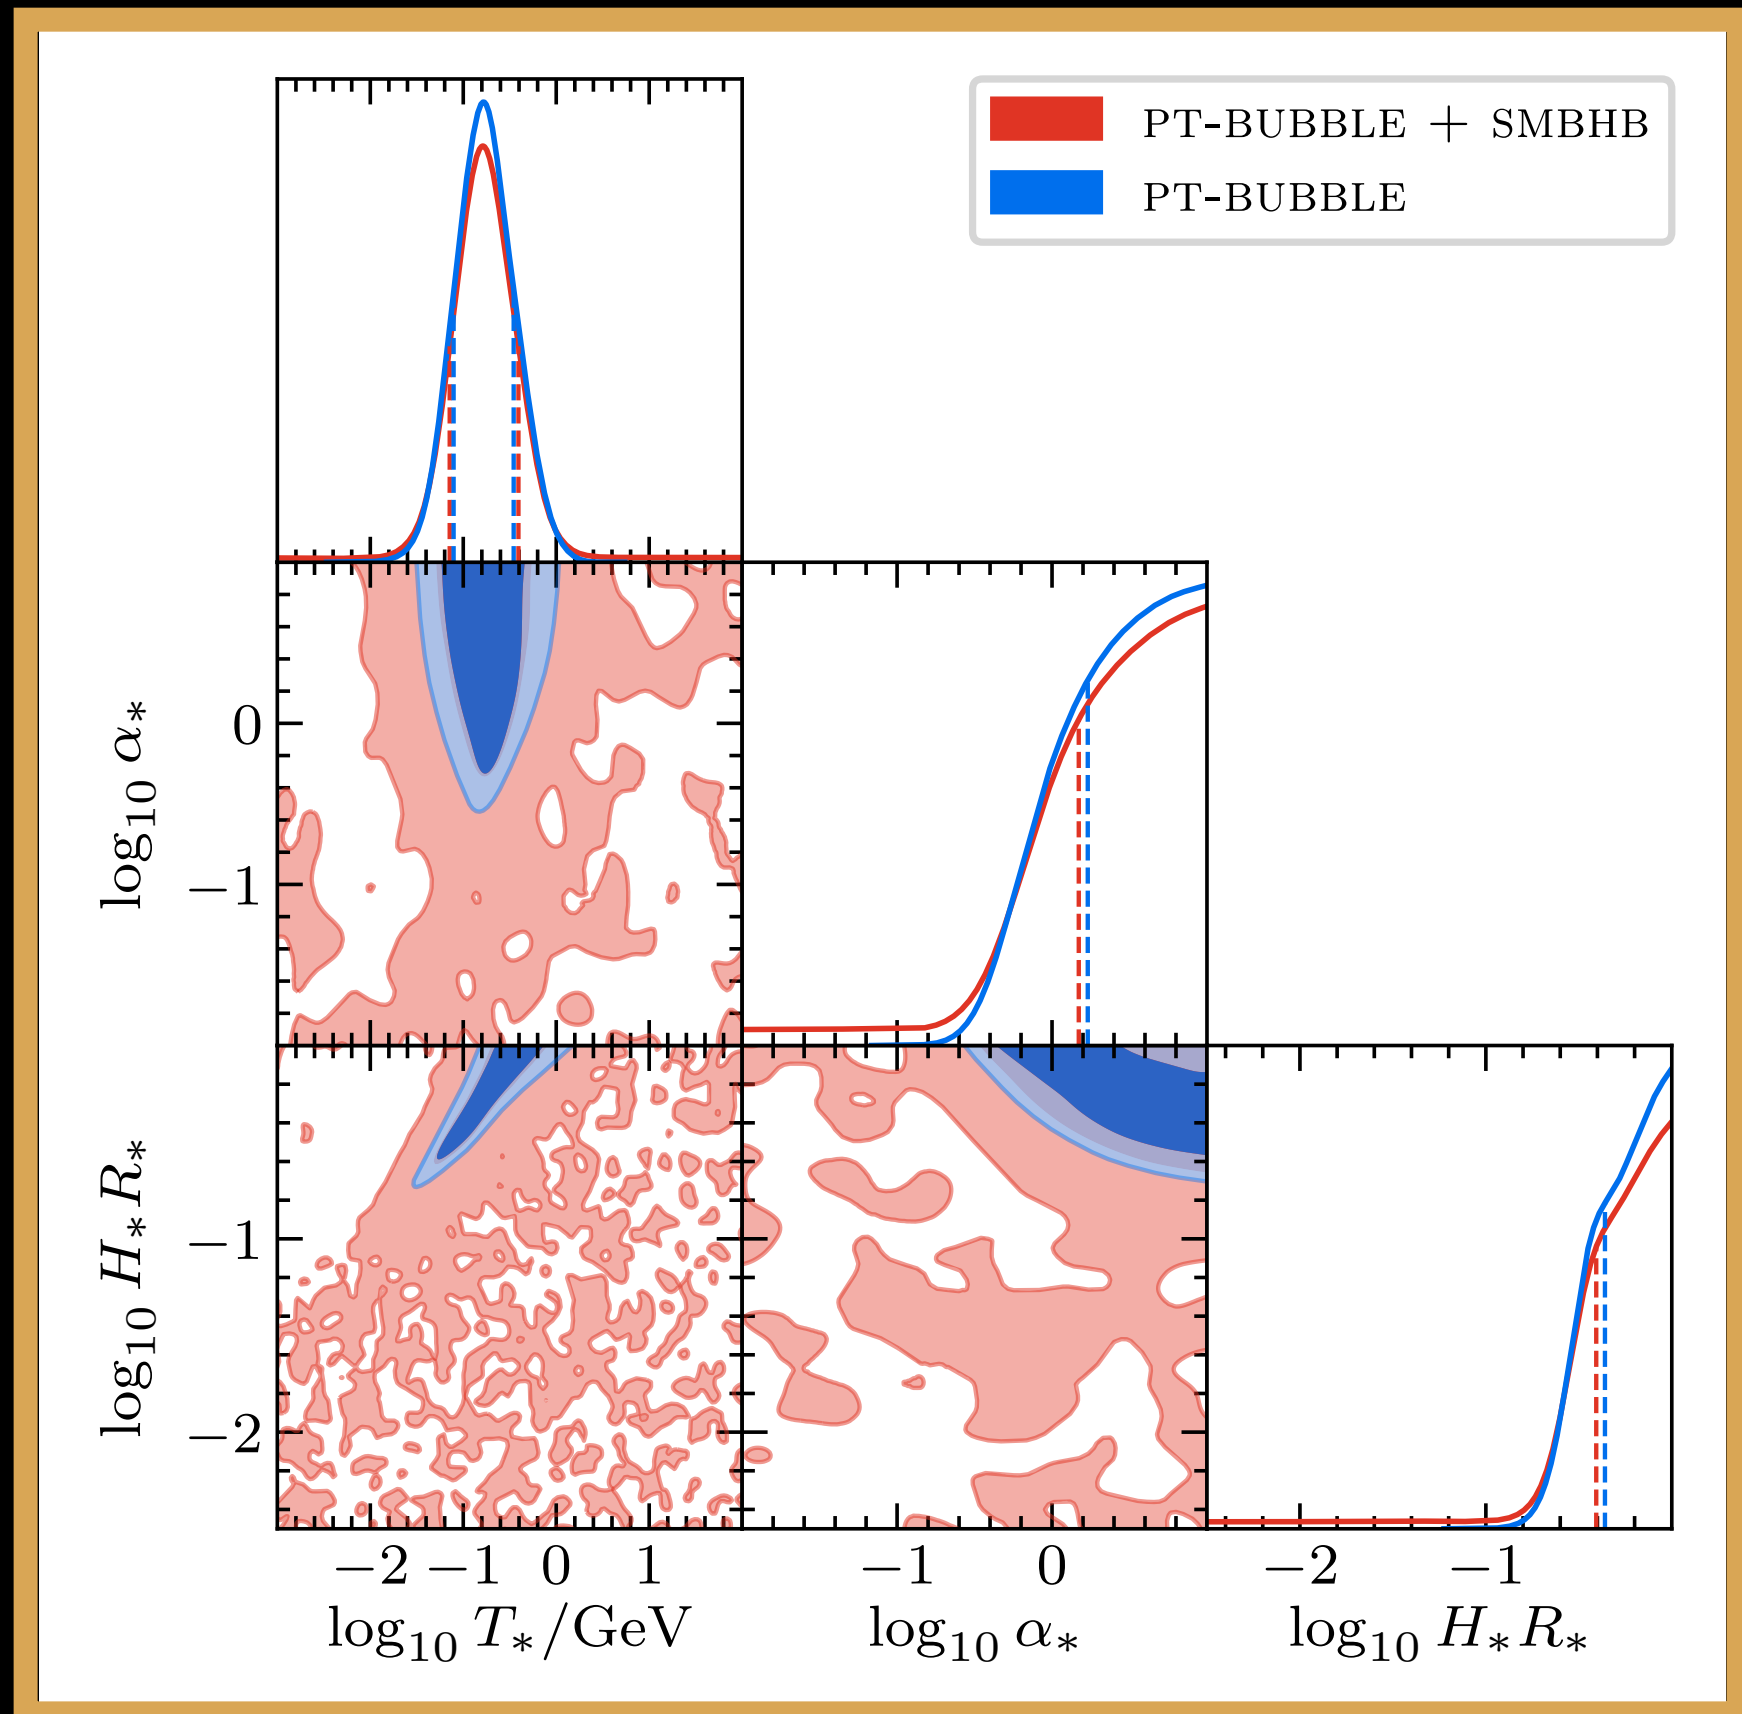 PT-BUBBLE + SMBHB
PT-BUBBLE
log₁₀ α∗
0
−1
log₁₀ H∗R∗
−1
−2
−2 −1 0 1
−1 0
−2 −1
log₁₀ T∗/GeV
log₁₀ α∗
log₁₀ H∗R∗